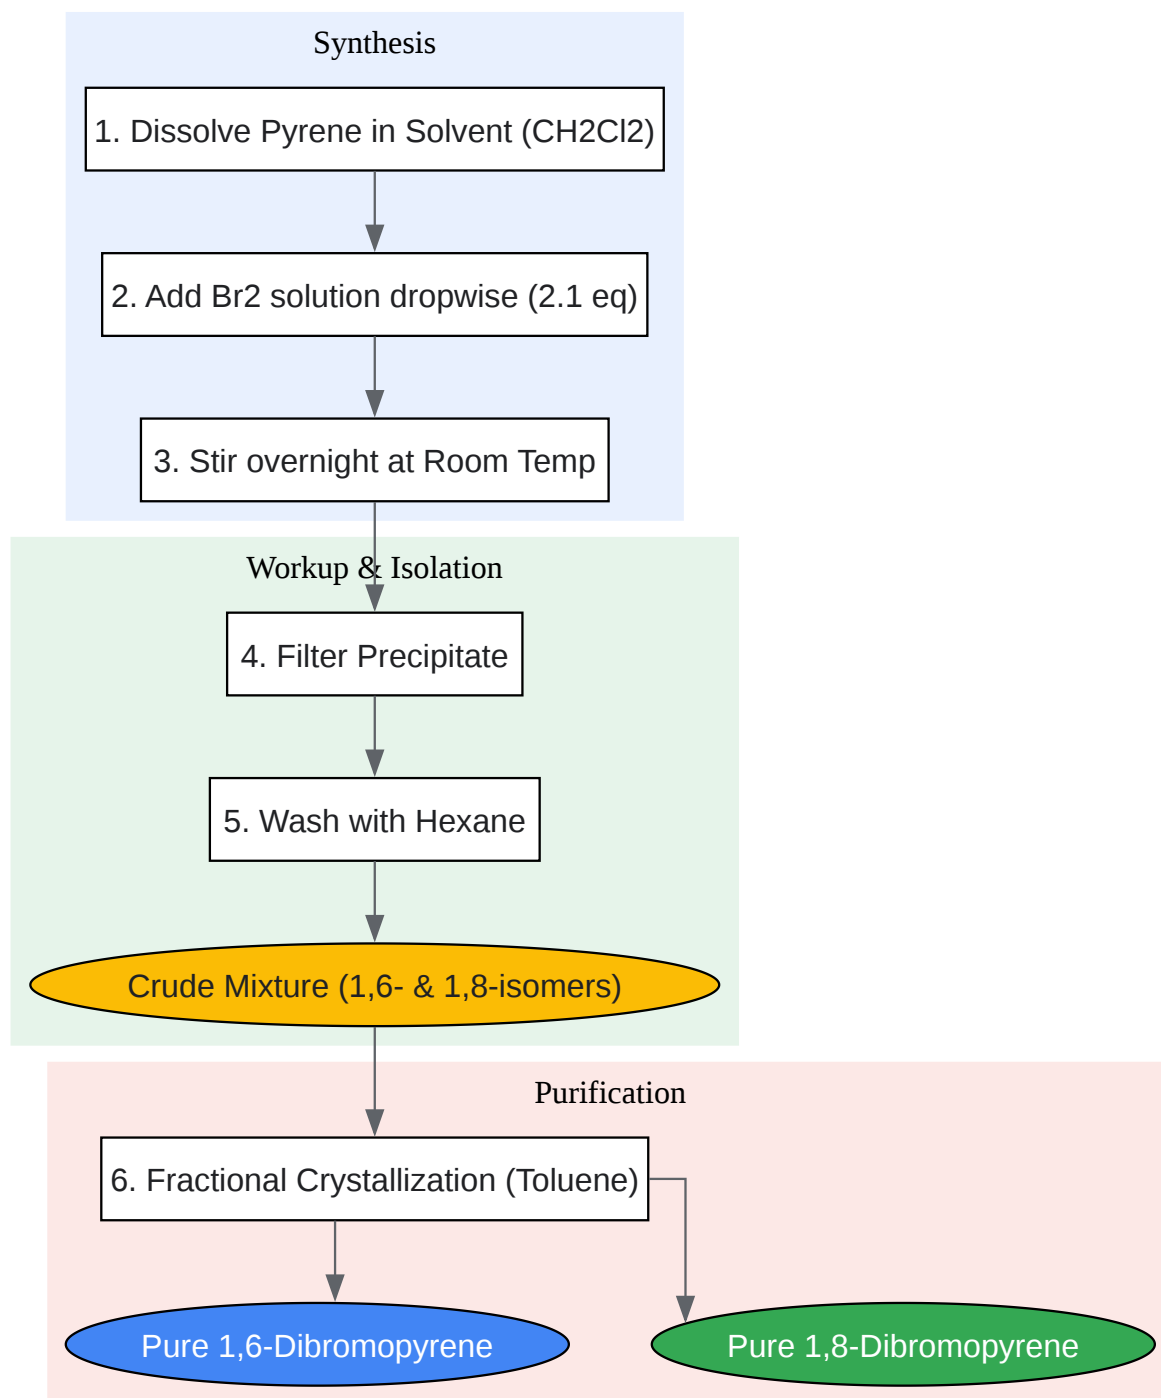 Synthesis
1. Dissolve Pyrene in Solvent (CH2Cl2)
2. Add Br2 solution dropwise (2.1 eq)
3. Stir overnight at Room Temp
Workup & Isolation
4. Filter Precipitate
5. Wash with Hexane
Crude Mixture (1,6- & 1,8-isomers)
Purification
6. Fractional Crystallization (Toluene)
Pure 1,6-Dibromopyrene
Pure 1,8-Dibromopyrene